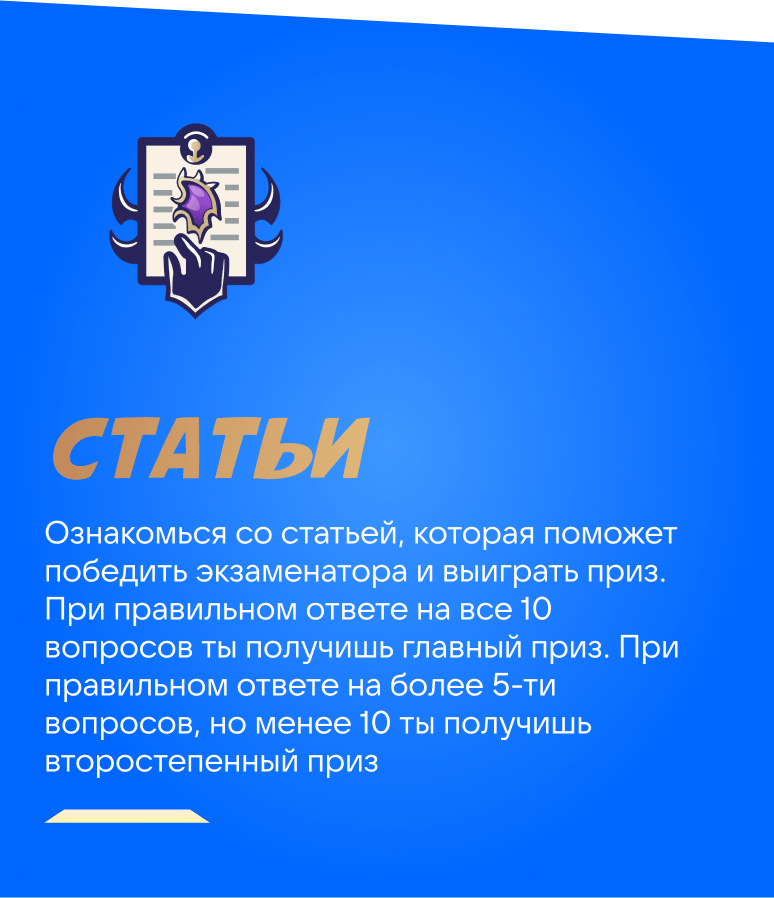 СТАТЬИ
Ознакомься со статьей, которая поможет
победить экзаменатора и выиграть приз.
При правильном ответе на все 10
вопросов ты получишь главный приз. При
правильном ответе на более 5-ти
вопросов, но менее 10 ты получишь
второстепенный приз